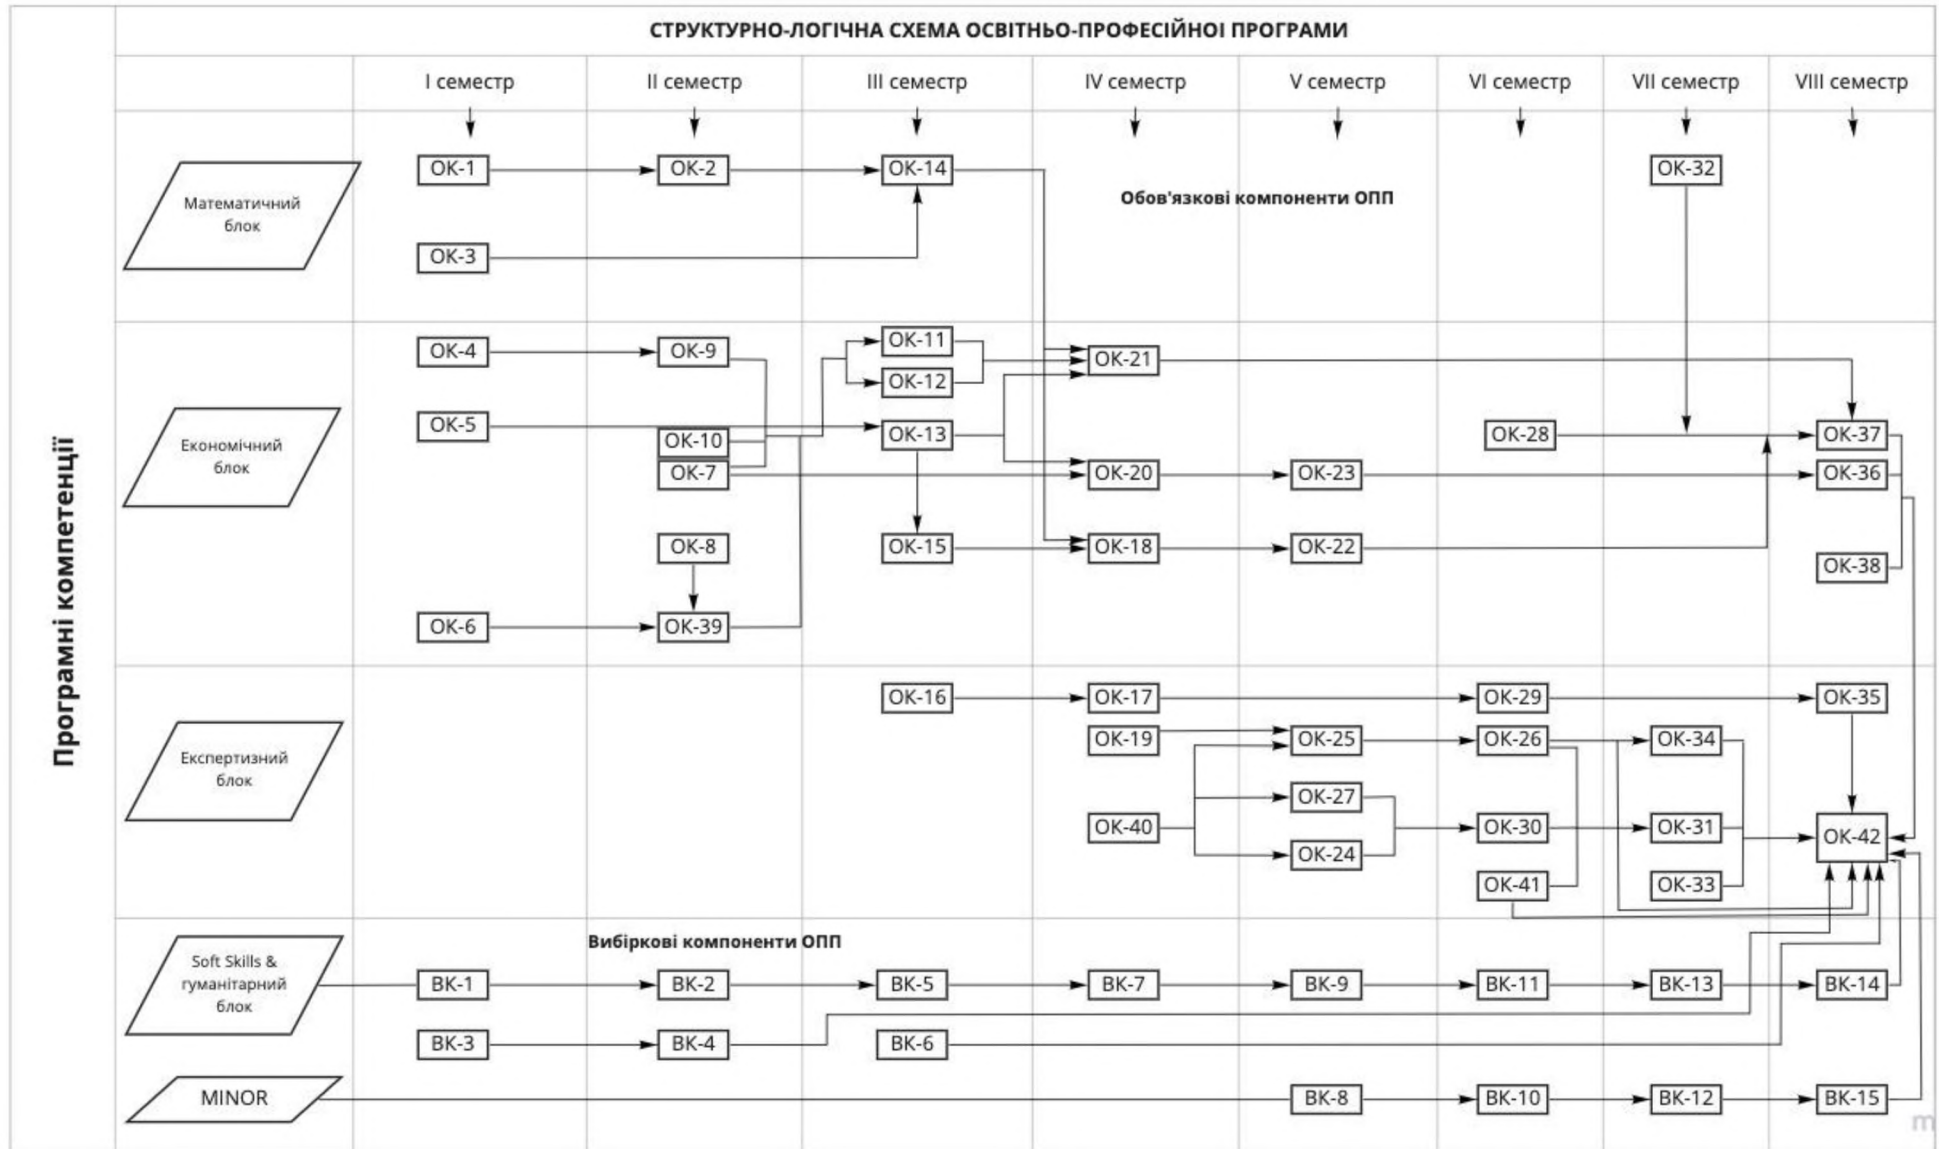 СТРУКТУРНО-ЛОГІЧНА СХЕМА ОСВІТНЬО-ПРОФЕСІЙНОЇ ПРОГРАМИ
I семестр
II семестр
III семестр
IV семестр
V семестр
VI семестр
VII семестр
VIII семестр
Програмні компетенції
Математичний
блок
ОК-1
ОК-2
ОК-14
ОК-32
Обов'язкові компоненти ОПП
ОК-3
Економічний
блок
ОК-4
ОК-9
ОК-11
ОК-12
ОК-21
ОК-5
ОК-10
ОК-13
ОК-28
ОК-37
ОК-7
ОК-20
ОК-23
ОК-36
ОК-8
ОК-15
ОК-18
ОК-22
ОК-38
ОК-6
ОК-39
Експертизний
блок
ОК-16
ОК-17
ОК-29
ОК-35
ОК-19
ОК-25
ОК-26
ОК-34
ОК-27
ОК-40
ОК-30
ОК-31
ОК-42
ОК-24
ОК-41
ОК-33
Вибіркові компоненти ОПП
Soft Skills &
гуманітарний
блок
ВК-1
ВК-2
ВК-5
ВК-7
ВК-9
ВК-11
ВК-13
ВК-14
ВК-3
ВК-4
ВК-6
MINOR
ВК-8
ВК-10
ВК-12
ВК-15
m